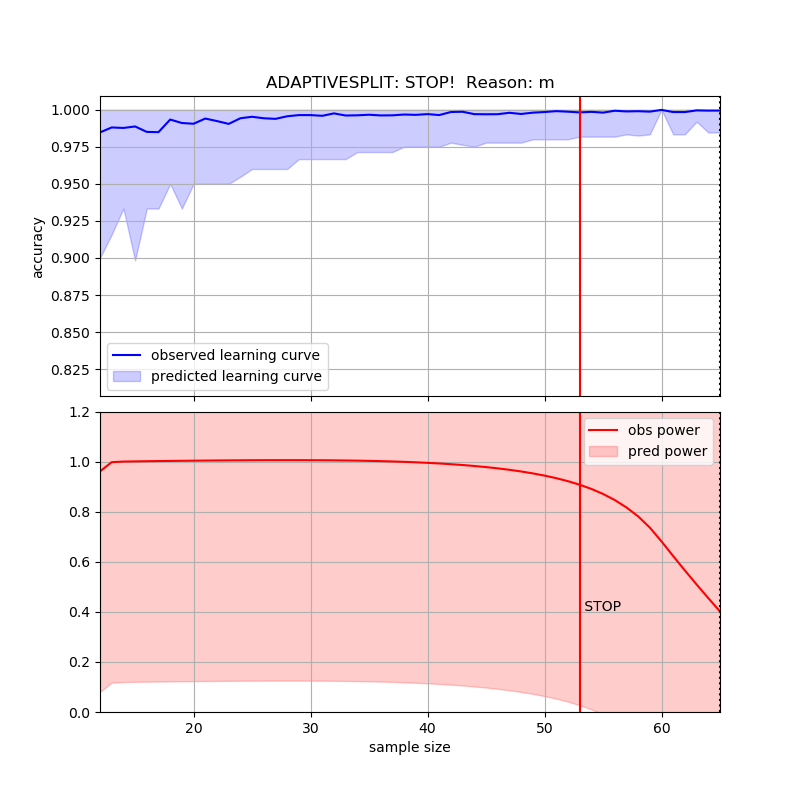 ADAPTIVESPLIT: STOP!  Reason: m
1.000
0.975
0.950
0.925
0.900
0.875
0.850
0.825
accuracy
observed learning curve
predicted learning curve
1.2
1.0
0.8
0.6
0.4
0.2
0.0
obs power
pred power
STOP
20 30 40 50 60
sample size